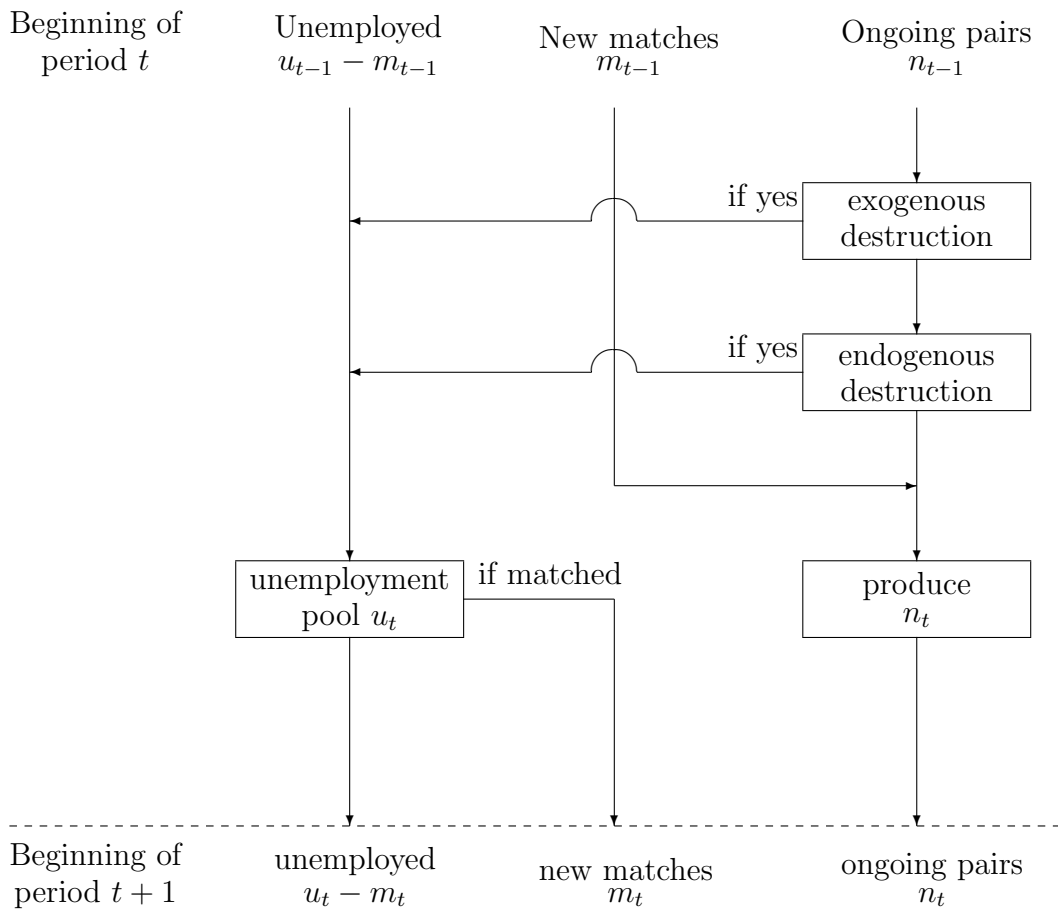 Beginning of
period t
Unemployed
u_{t−1} − m_{t−1}
New matches
m_{t−1}
Ongoing pairs
n_{t−1}
if yes
exogenous
destruction
if yes
endogenous
destruction
unemployment
pool u_t
if matched
produce
n_t
Beginning of
period t + 1
unemployed
u_t − m_t
new matches
m_t
ongoing pairs
n_t